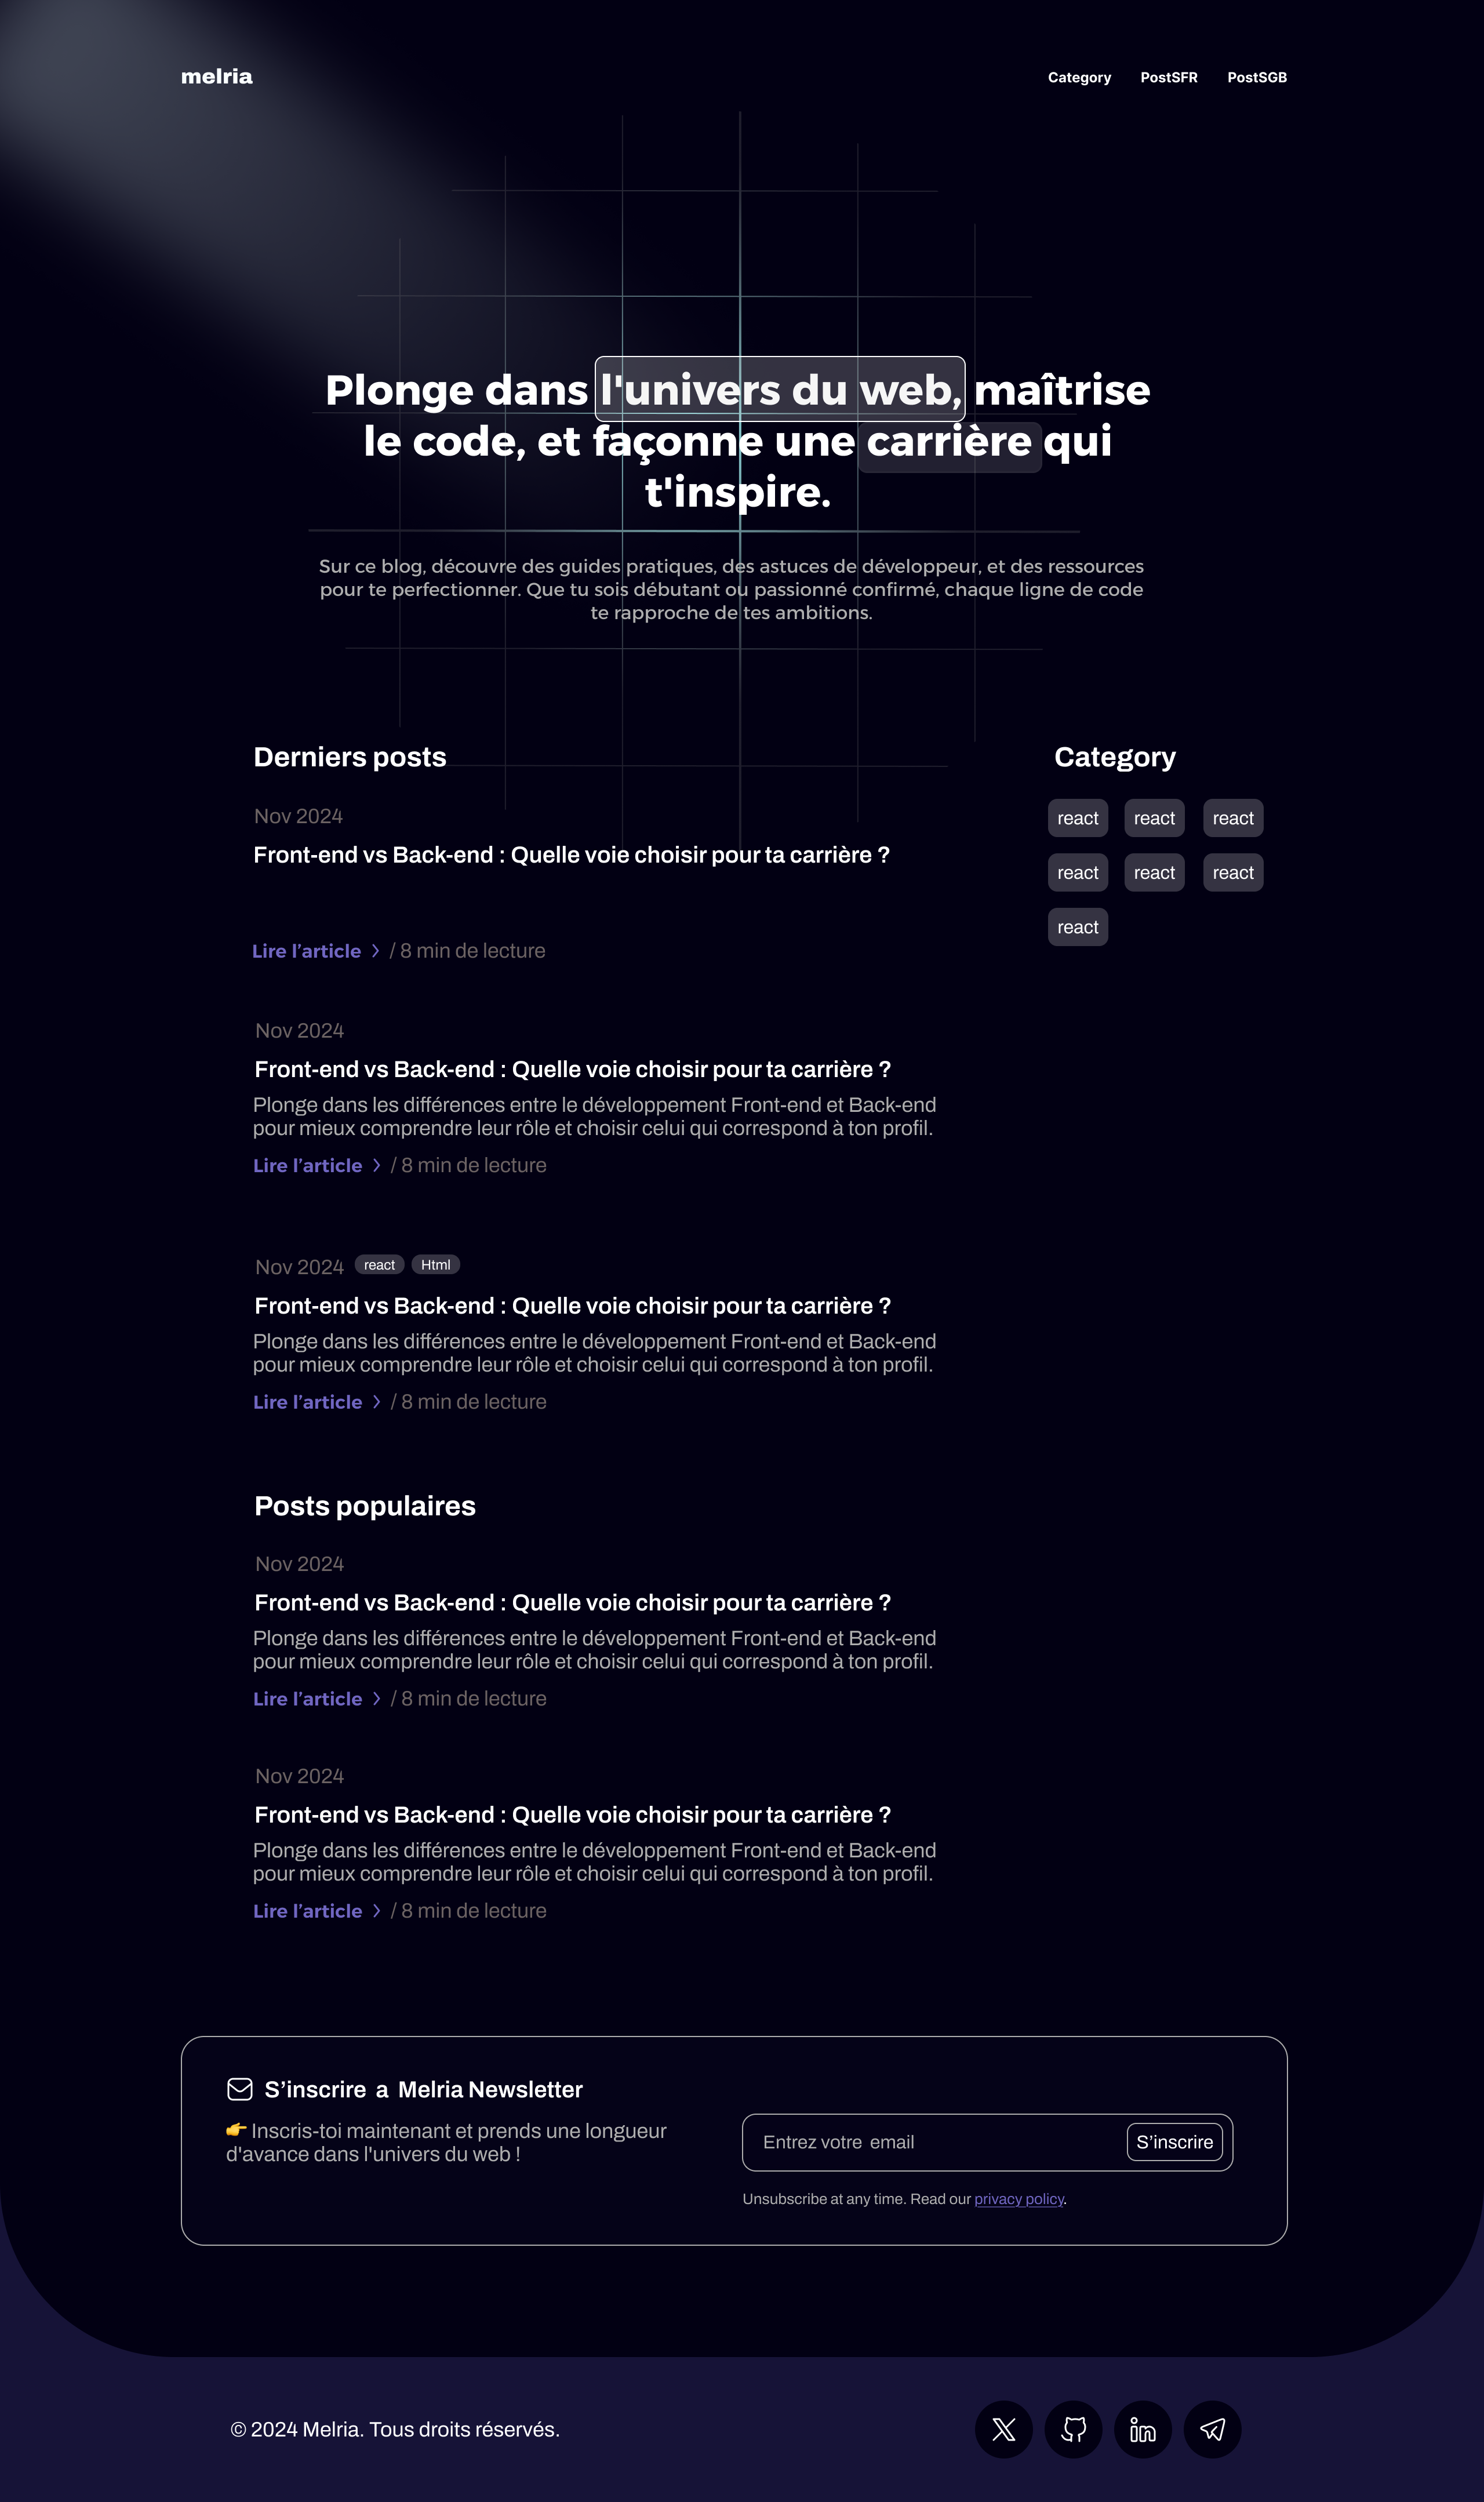 melria
Category PostSFR PostSGB
Plonge dans l'univers du web, maîtrise
le code, et façonne une carrière qui
t'inspire.
Sur ce blog, découvre des guides pratiques, des astuces de développeur, et des ressources
pour te perfectionner. Que tu sois débutant ou passionné confirmé, chaque ligne de code
te rapproche de tes ambitions.
Derniers posts
Nov 2024
Front-end vs Back-end : Quelle voie choisir pour ta carrière ?
Lire l’article / 8 min de lecture
Nov 2024
Front-end vs Back-end : Quelle voie choisir pour ta carrière ?
Plonge dans les différences entre le développement Front-end et Back-end
pour mieux comprendre leur rôle et choisir celui qui correspond à ton profil.
Lire l’article / 8 min de lecture
Nov 2024 react Html
Front-end vs Back-end : Quelle voie choisir pour ta carrière ?
Plonge dans les différences entre le développement Front-end et Back-end
pour mieux comprendre leur rôle et choisir celui qui correspond à ton profil.
Lire l’article / 8 min de lecture
Category
react react react
react react react
react
Posts populaires
Nov 2024
Front-end vs Back-end : Quelle voie choisir pour ta carrière ?
Plonge dans les différences entre le développement Front-end et Back-end
pour mieux comprendre leur rôle et choisir celui qui correspond à ton profil.
Lire l’article / 8 min de lecture
Nov 2024
Front-end vs Back-end : Quelle voie choisir pour ta carrière ?
Plonge dans les différences entre le développement Front-end et Back-end
pour mieux comprendre leur rôle et choisir celui qui correspond à ton profil.
Lire l’article / 8 min de lecture
S’inscrire a Melria Newsletter
👉 Inscris-toi maintenant et prends une longueur
d'avance dans l'univers du web !
Entrez votre email S’inscrire
Unsubscribe at any time. Read our privacy policy.
© 2024 Melria. Tous droits réservés.